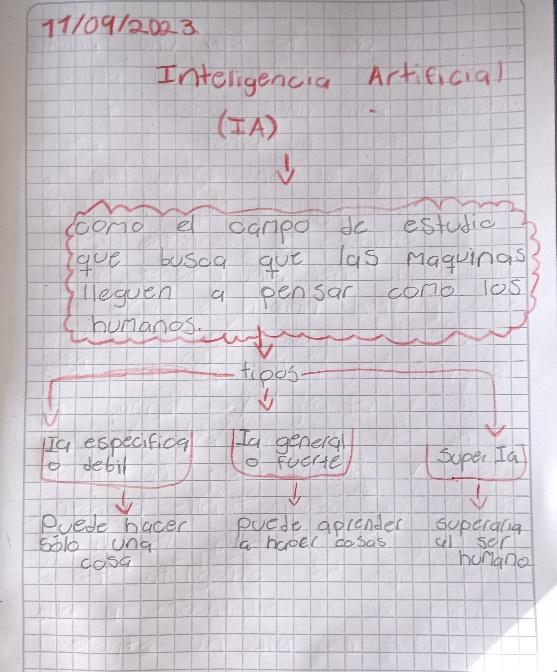 11/09/2023
Inteligencia Artificial
(IA)
como el campo de estudio
que busca que las maquinas
lleguen a pensar como los
humanos.
tipos
Ia especifica
o debil
Ia general
o fuerte
Super Ia
Puede hacer
sólo una
cosa
puede aprender
a hacer cosas
superaria
al ser
humano